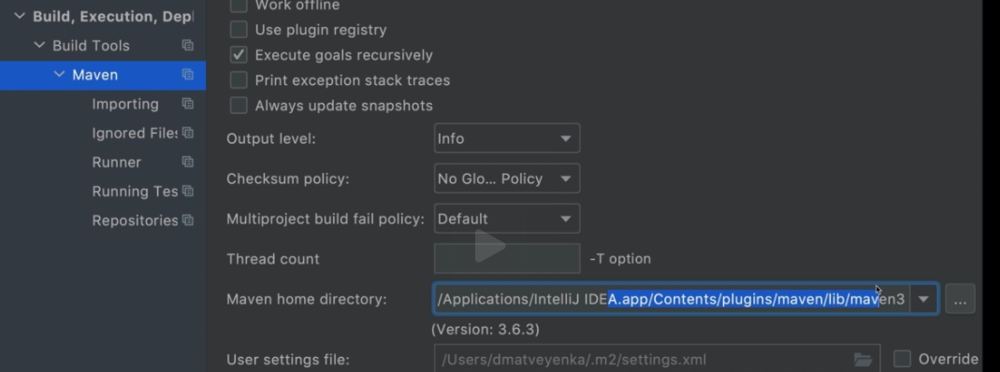 Work offline
Build, Execution, Dep
Use plugin registry
Build Tools
Execute goals recursively
Maven
Print exception stack traces
Importing
Always update snapshots
Ignored Files
Output level: Info
Runner
Checksum policy: No Glo... Policy
Running Tes
Multiproject build fail policy: Default
Repositories
Thread count -T option
Maven home directory: /Applications/IntelliJ IDEA.app/Contents/plugins/maven/lib/maven3 ...
(Version: 3.6.3)
User settings file: /Users/dmatveyenka/.m2/settings.xml Override